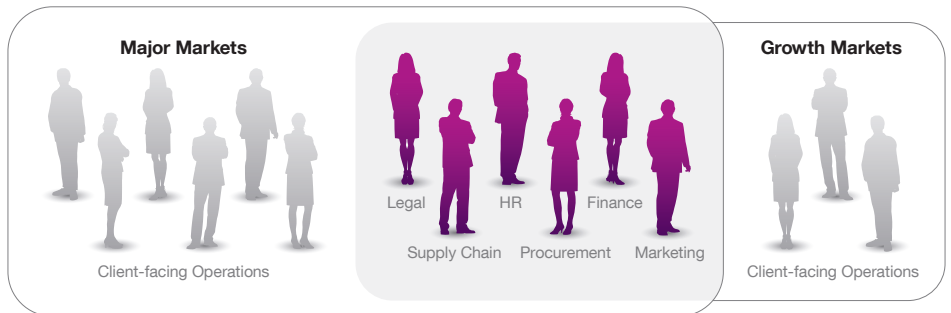 Major Markets
Growth Markets
Legal
HR
Finance
Supply Chain
Procurement
Marketing
Client-facing Operations
Client-facing Operations